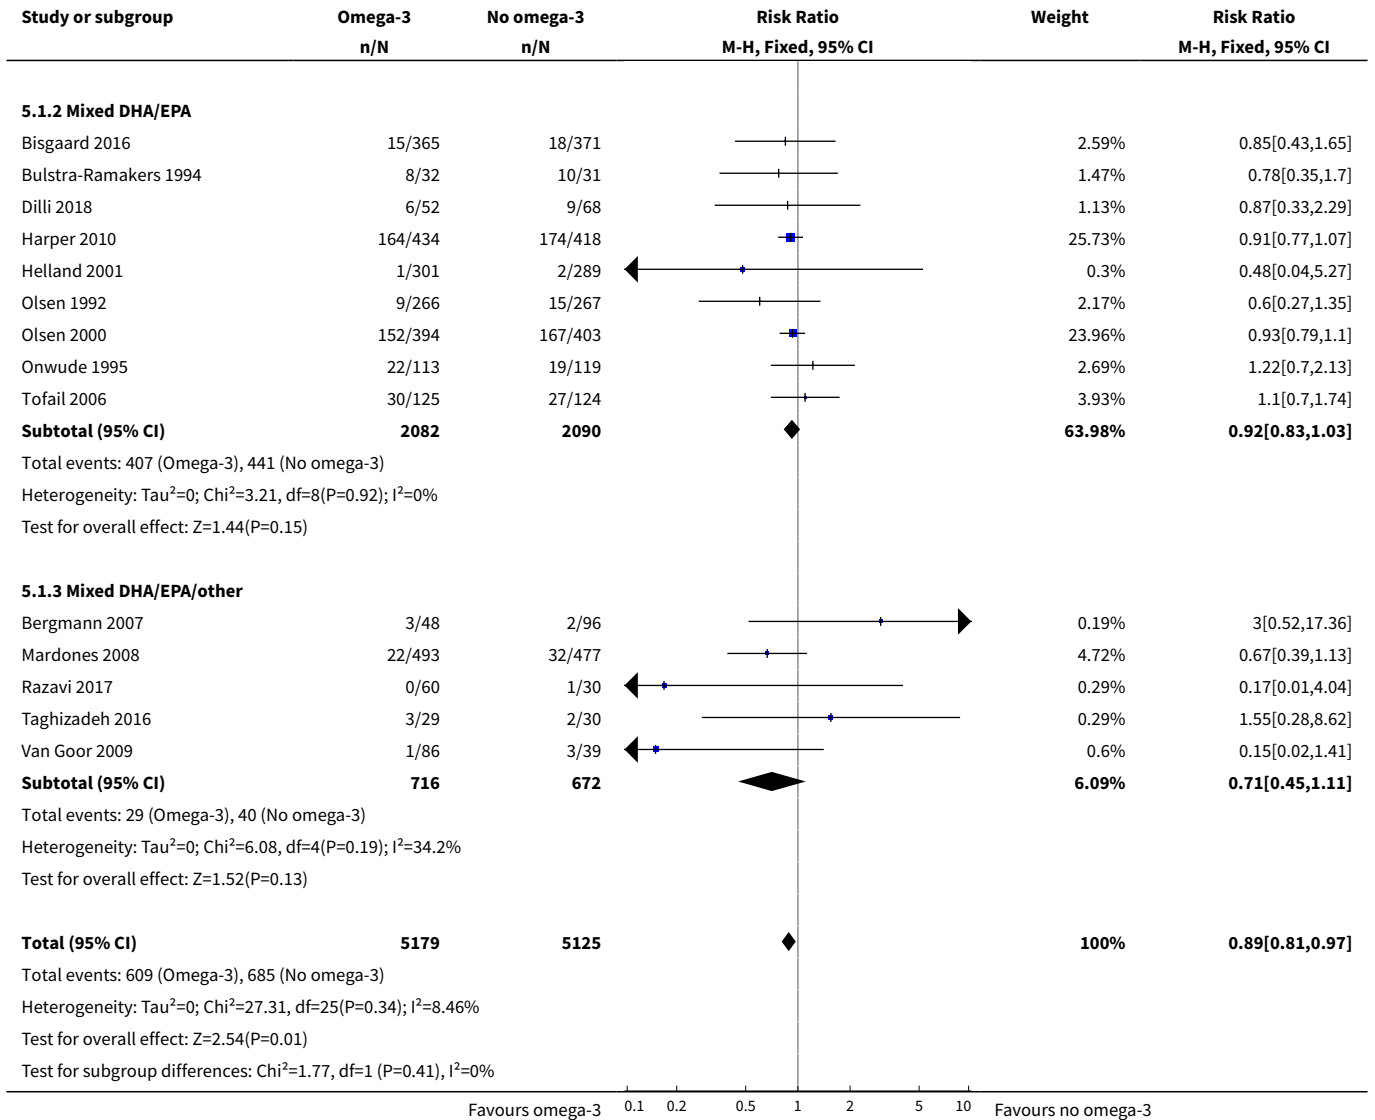 Study or subgroup Omega-3 No omega-3 Risk Ratio Weight Risk Ratio
n/N n/N M-H, Fixed, 95% CI M-H, Fixed, 95% CI
5.1.2 Mixed DHA/EPA
Bisgaard 2016 15/365 18/371 2.59% 0.85[0.43,1.65]
Bulstra-Ramakers 1994 8/32 10/31 1.47% 0.78[0.35,1.7]
Dilli 2018 6/52 9/68 1.13% 0.87[0.33,2.29]
Harper 2010 164/434 174/418 25.73% 0.91[0.77,1.07]
Helland 2001 1/301 2/289 0.3% 0.48[0.04,5.27]
Olsen 1992 9/266 15/267 2.17% 0.6[0.27,1.35]
Olsen 2000 152/394 167/403 23.96% 0.93[0.79,1.1]
Onwude 1995 22/113 19/119 2.69% 1.22[0.7,2.13]
Tofail 2006 30/125 27/124 3.93% 1.1[0.7,1.74]
Subtotal (95% CI) 2082 2090 63.98% 0.92[0.83,1.03]
Total events: 407 (Omega-3), 441 (No omega-3)
Heterogeneity: Tau²=0; Chi²=3.21, df=8(P=0.92); I²=0%
Test for overall effect: Z=1.44(P=0.15)
5.1.3 Mixed DHA/EPA/other
Bergmann 2007 3/48 2/96 0.19% 3[0.52,17.36]
Mardones 2008 22/493 32/477 4.72% 0.67[0.39,1.13]
Razavi 2017 0/60 1/30 0.29% 0.17[0.01,4.04]
Taghizadeh 2016 3/29 2/30 0.29% 1.55[0.28,8.62]
Van Goor 2009 1/86 3/39 0.6% 0.15[0.02,1.41]
Subtotal (95% CI) 716 672 6.09% 0.71[0.45,1.11]
Total events: 29 (Omega-3), 40 (No omega-3)
Heterogeneity: Tau²=0; Chi²=6.08, df=4(P=0.19); I²=34.2%
Test for overall effect: Z=1.52(P=0.13)
Total (95% CI) 5179 5125 100% 0.89[0.81,0.97]
Total events: 609 (Omega-3), 685 (No omega-3)
Heterogeneity: Tau²=0; Chi²=27.31, df=25(P=0.34); I²=8.46%
Test for overall effect: Z=2.54(P=0.01)
Test for subgroup differences: Chi²=1.77, df=1 (P=0.41), I²=0%
Favours omega-3 0.1 0.2 0.5 1 2 5 10 Favours no omega-3